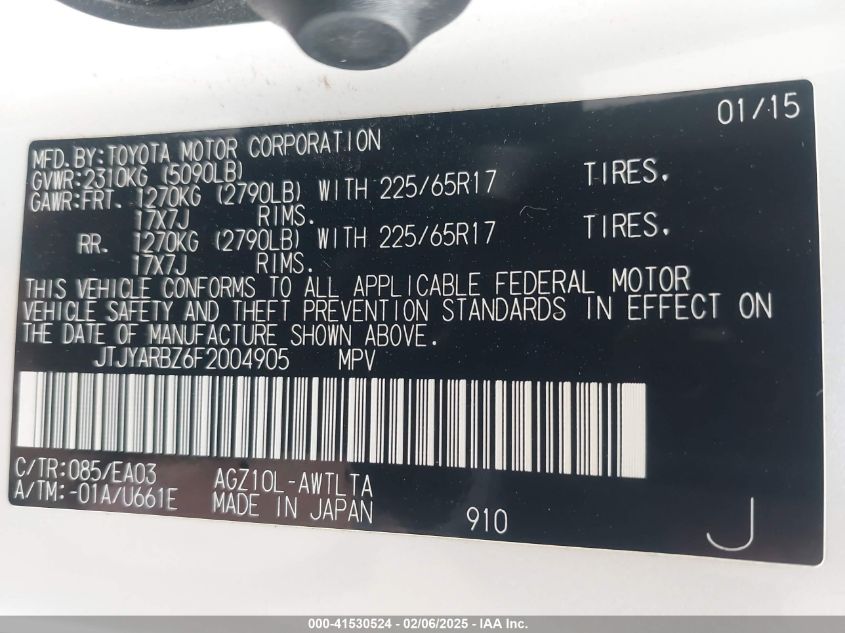 01/15
MFD. BY: TOYOTA MOTOR CORPORATION
GVWR: 2310KG (5090LB)
GAWR: FRT. 1270KG (2790LB) WITH 225/65R17 TIRES.
17X7J RIMS.
RR. 1270KG (2790LB) WITH 225/65R17 TIRES.
17X7J RIMS.
THIS VEHICLE CONFORMS TO ALL APPLICABLE FEDERAL MOTOR
VEHICLE SAFETY AND THEFT PREVENTION STANDARDS IN EFFECT ON
THE DATE OF MANUFACTURE SHOWN ABOVE.
JTJYARBZ6F2004905 MPV
C/TR: 085/EA03 AGZ10L-AWTLTA
A/TM: -01A/U661E MADE IN JAPAN 910 J
000-41530524 - 02/06/2025 - IAA Inc.